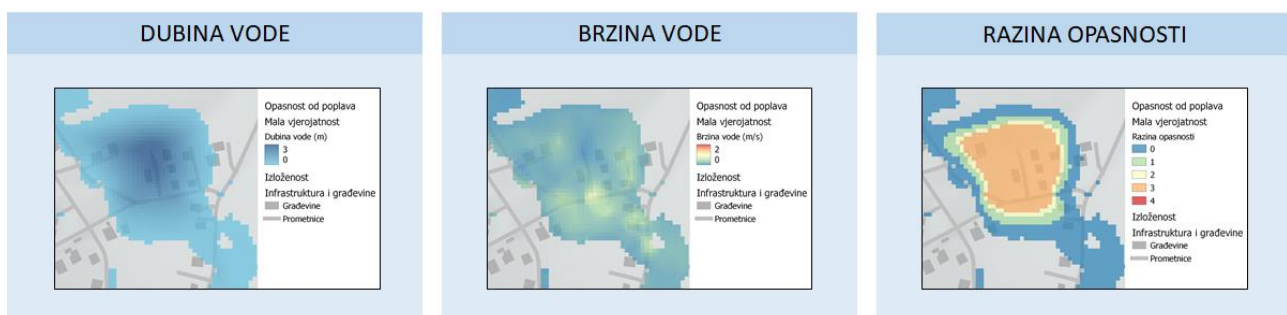 DUBINA VODE
Opasnost od poplava
Mala vjerojatnost
Dubina vode (m)
3
0
Izloženost
Infrastruktura i građevine
Građevine
Prometnice
BRZINA VODE
Opasnost od poplava
Mala vjerojatnost
Brzina vode (m/s)
2
0
Izloženost
Infrastruktura i građevine
Građevine
Prometnice
RAZINA OPASNOSTI
Opasnost od poplava
Mala vjerojatnost
Razina opasnosti
0
1
2
3
4
Izloženost
Infrastruktura i građevine
Građevine
Prometnice